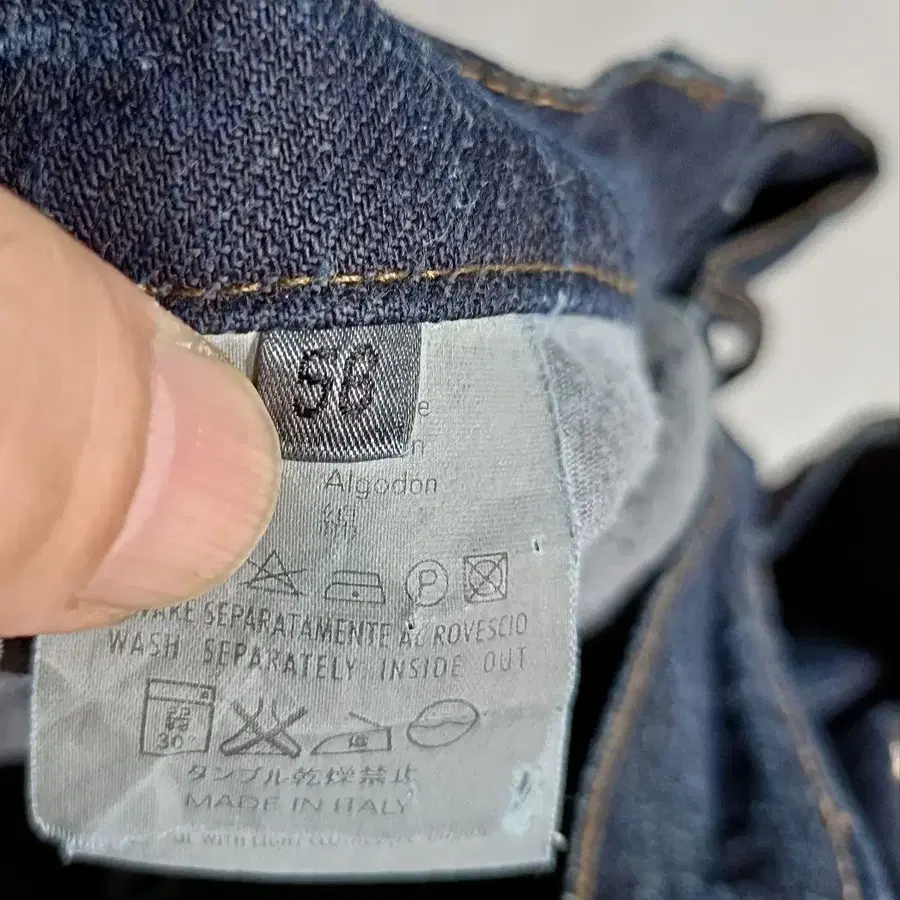 56
e
n
Algodon
綿
P
SEPARATAMENTE AL ROVESCIO
WASH SEPARATELY INSIDE OUT
30
タンブル乾燥禁止
MADE IN ITALY